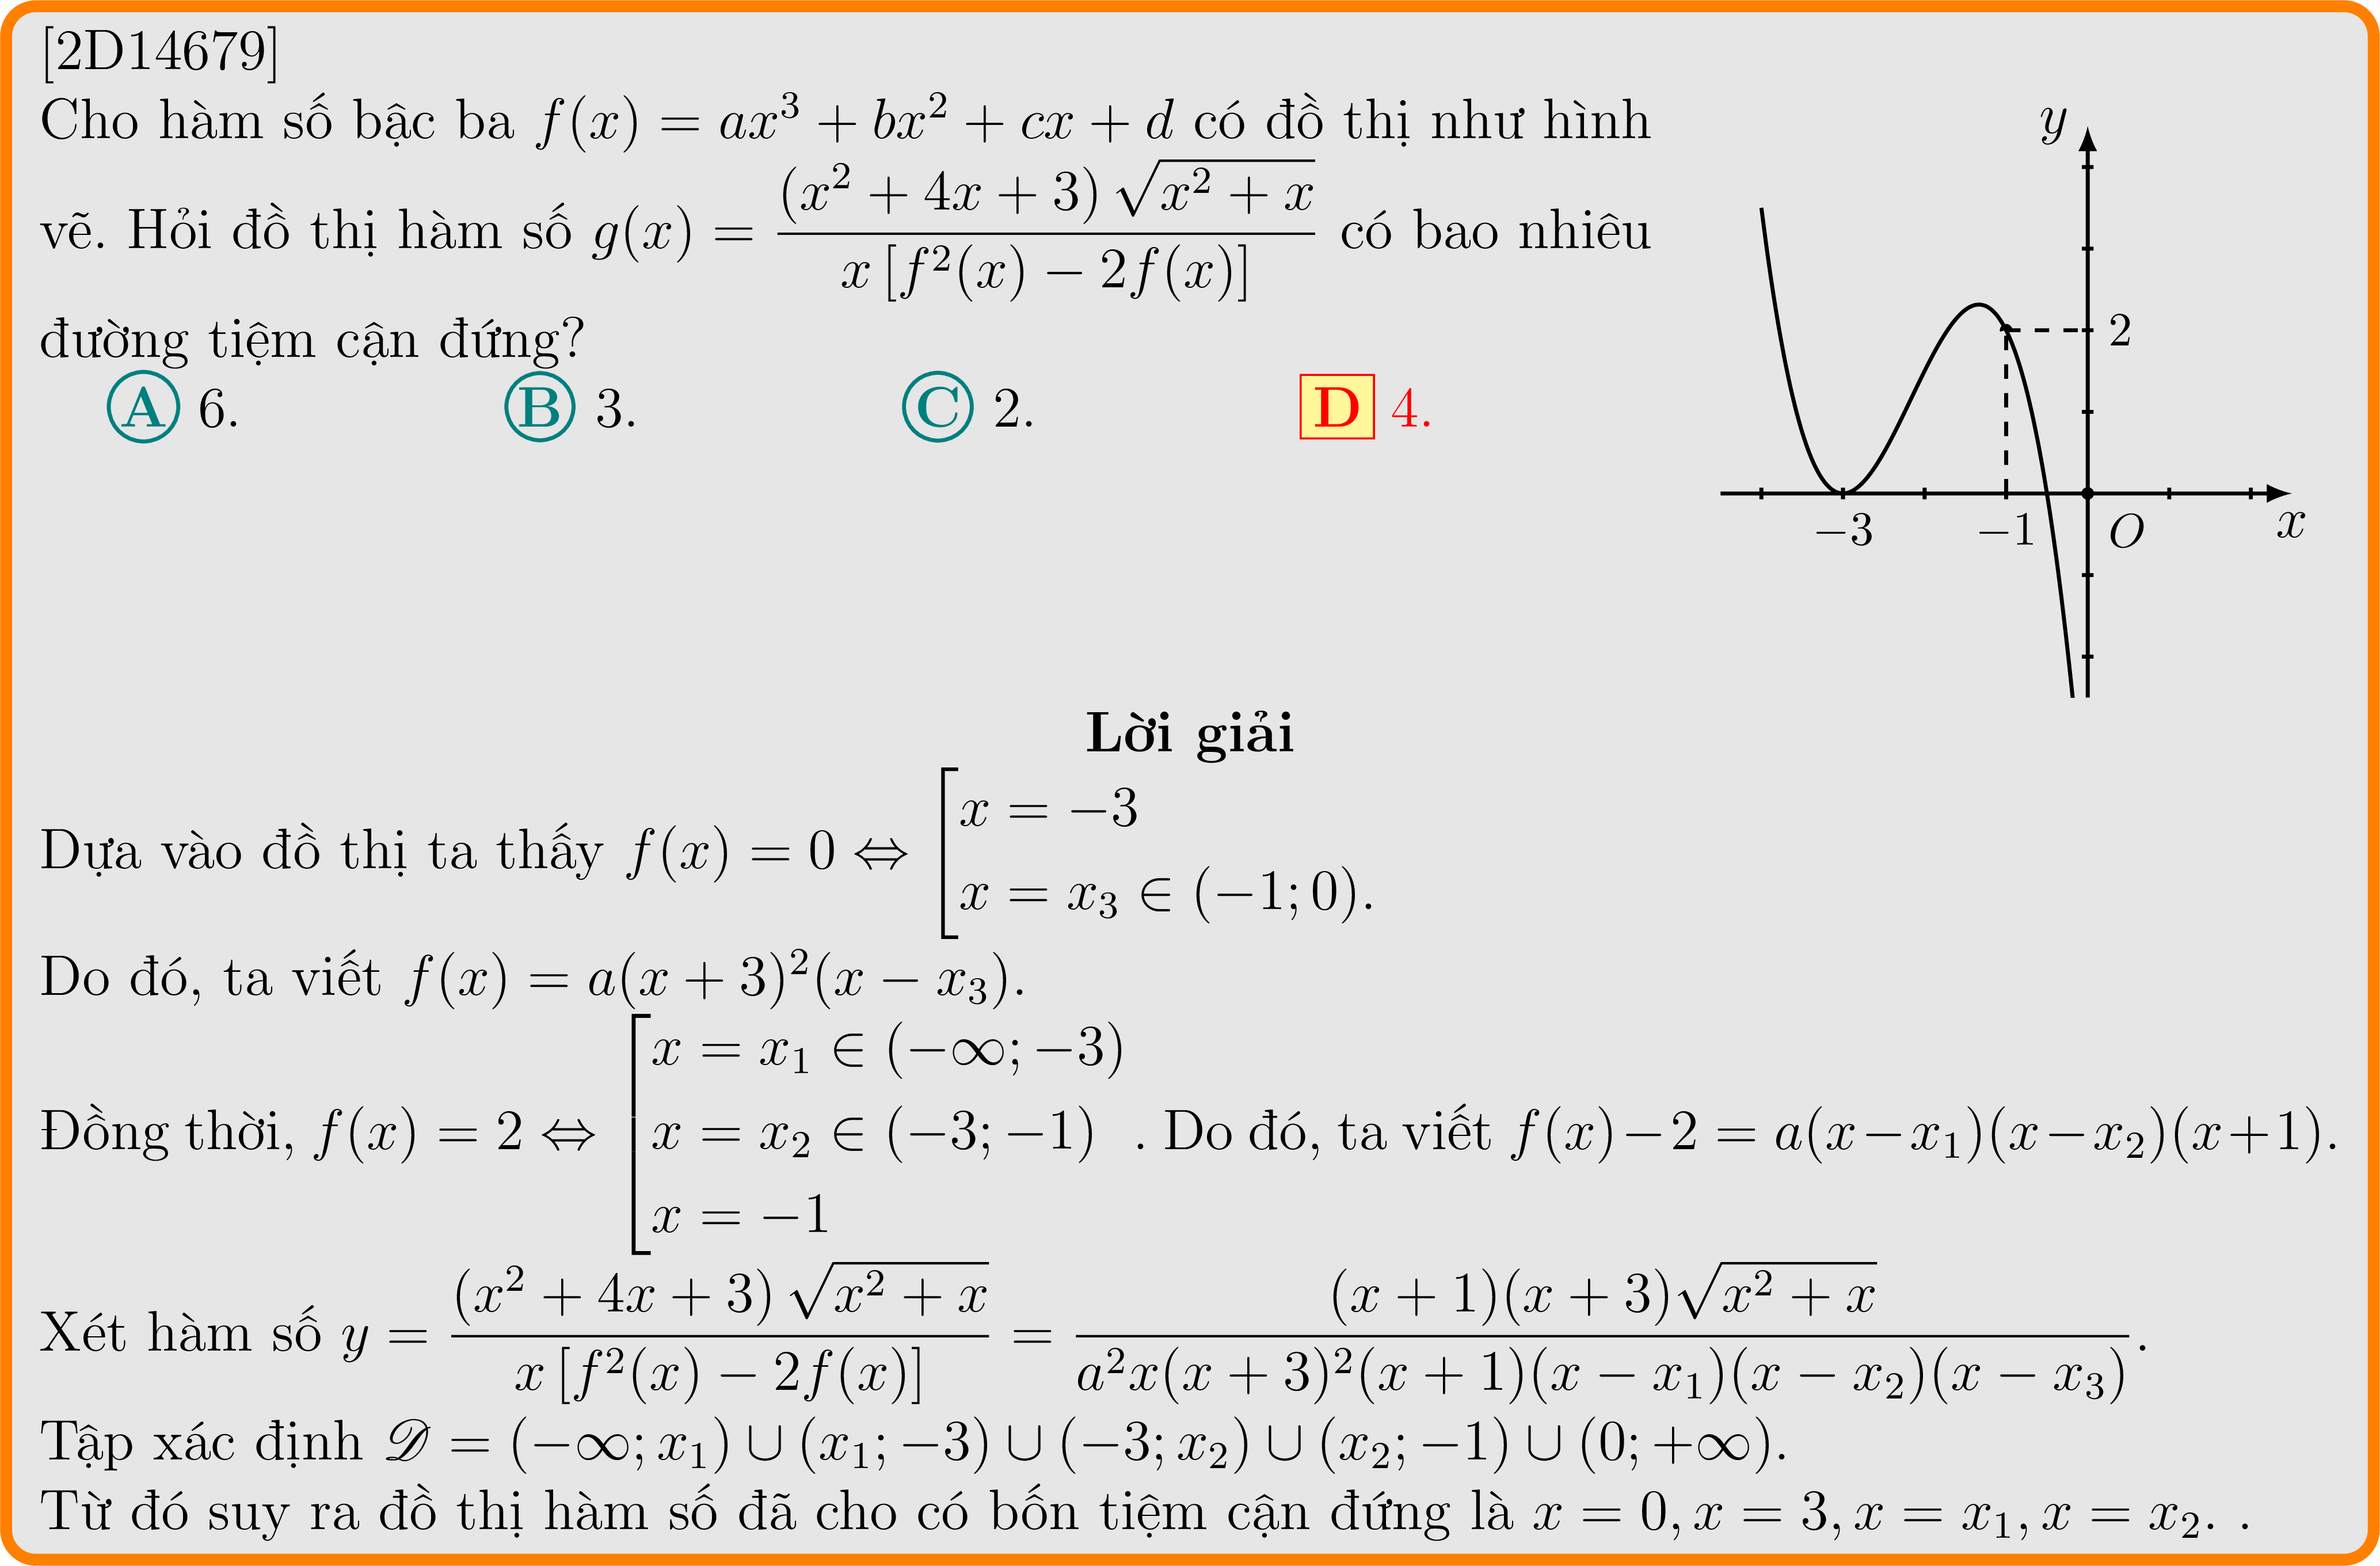 [2D14679]
Cho hàm số bậc ba $f(x) = ax^3 + bx^2 + cx + d$ có đồ thị như hình
vẽ. Hỏi đồ thị hàm số $g(x) = \dfrac{(x^2 + 4x + 3)\sqrt{x^2 + x}}{x\left[f^2(x) - 2f(x)\right]}$ có bao nhiêu
đường tiệm cận đứng?
A 6. B 3. C 2. D 4.
y
2
−3 −1 O x
Lời giải
Dựa vào đồ thị ta thấy $f(x) = 0 \Leftrightarrow \left[\begin{array}{l} x = -3 \\ x = x_3 \in (-1; 0). \end{array}\right.$
Do đó, ta viết $f(x) = a(x + 3)^2(x - x_3).$
Đồng thời, $f(x) = 2 \Leftrightarrow \left[\begin{array}{l} x = x_1 \in (-\infty; -3) \\ x = x_2 \in (-3; -1) \\ x = -1 \end{array}\right.$ . Do đó, ta viết $f(x) - 2 = a(x - x_1)(x - x_2)(x + 1).$
Xét hàm số $y = \dfrac{(x^2 + 4x + 3)\sqrt{x^2 + x}}{x\left[f^2(x) - 2f(x)\right]} = \dfrac{(x + 1)(x + 3)\sqrt{x^2 + x}}{a^2x(x + 3)^2(x + 1)(x - x_1)(x - x_2)(x - x_3)}.$
Tập xác định $\mathscr{D} = (-\infty; x_1) \cup (x_1; -3) \cup (-3; x_2) \cup (x_2; -1) \cup (0; +\infty).$
Từ đó suy ra đồ thị hàm số đã cho có bốn tiệm cận đứng là $x = 0, x = 3, x = x_1, x = x_2.$ .